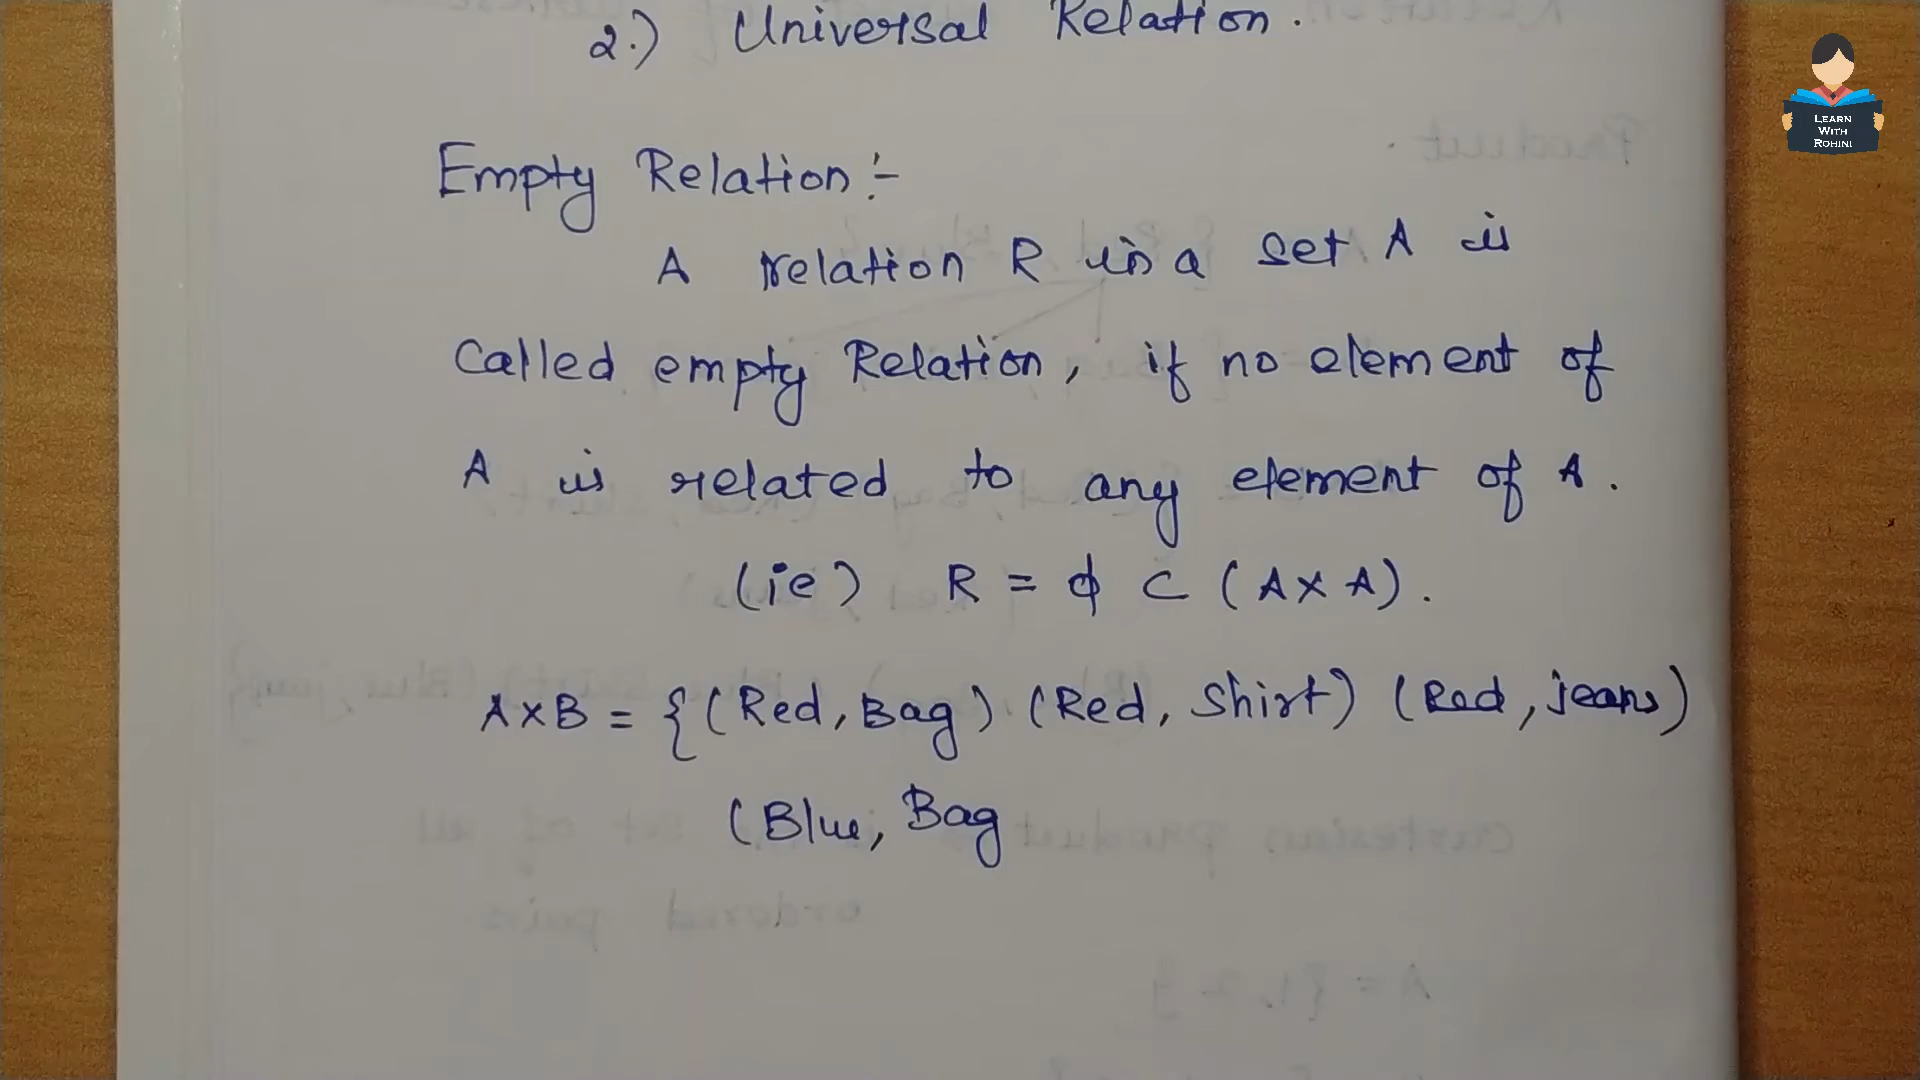 2.) Universal Relation.
Empty Relation :-
A relation R in a set A is
Called empty Relation, if no element of
A is related to any element of A.
(ie) R = ϕ ⊂ (A×A).
A×B = {(Red, Bag) (Red, Shirt) (Red, jeans)
(Blue, Bag
LEARN
WITH
ROHINI